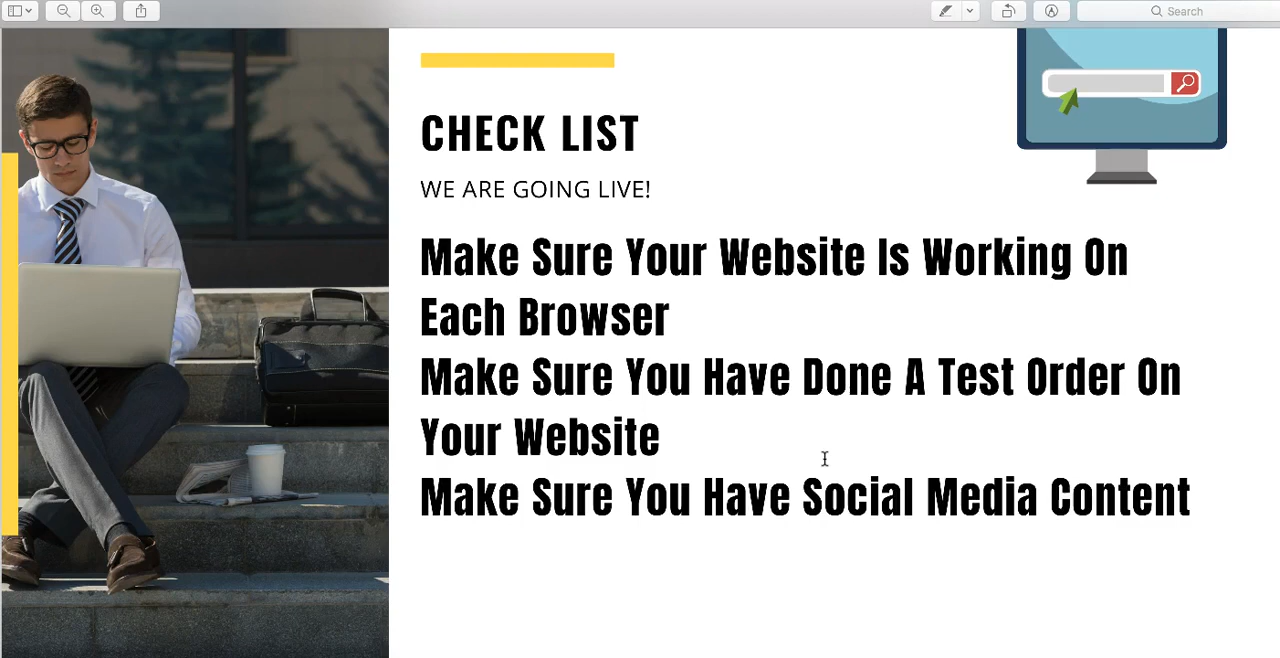 Search
CHECK LIST
WE ARE GOING LIVE!
Make Sure Your Website Is Working On
Each Browser
Make Sure You Have Done A Test Order On
Your Website
Make Sure You Have Social Media Content